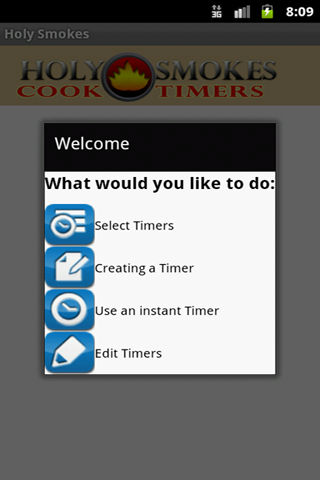 3G 8:09
Holy Smokes
HOLY SMOKES
COOK TIMERS
Welcome
What would you like to do:
Select Timers
Creating a Timer
Use an instant Timer
Edit Timers